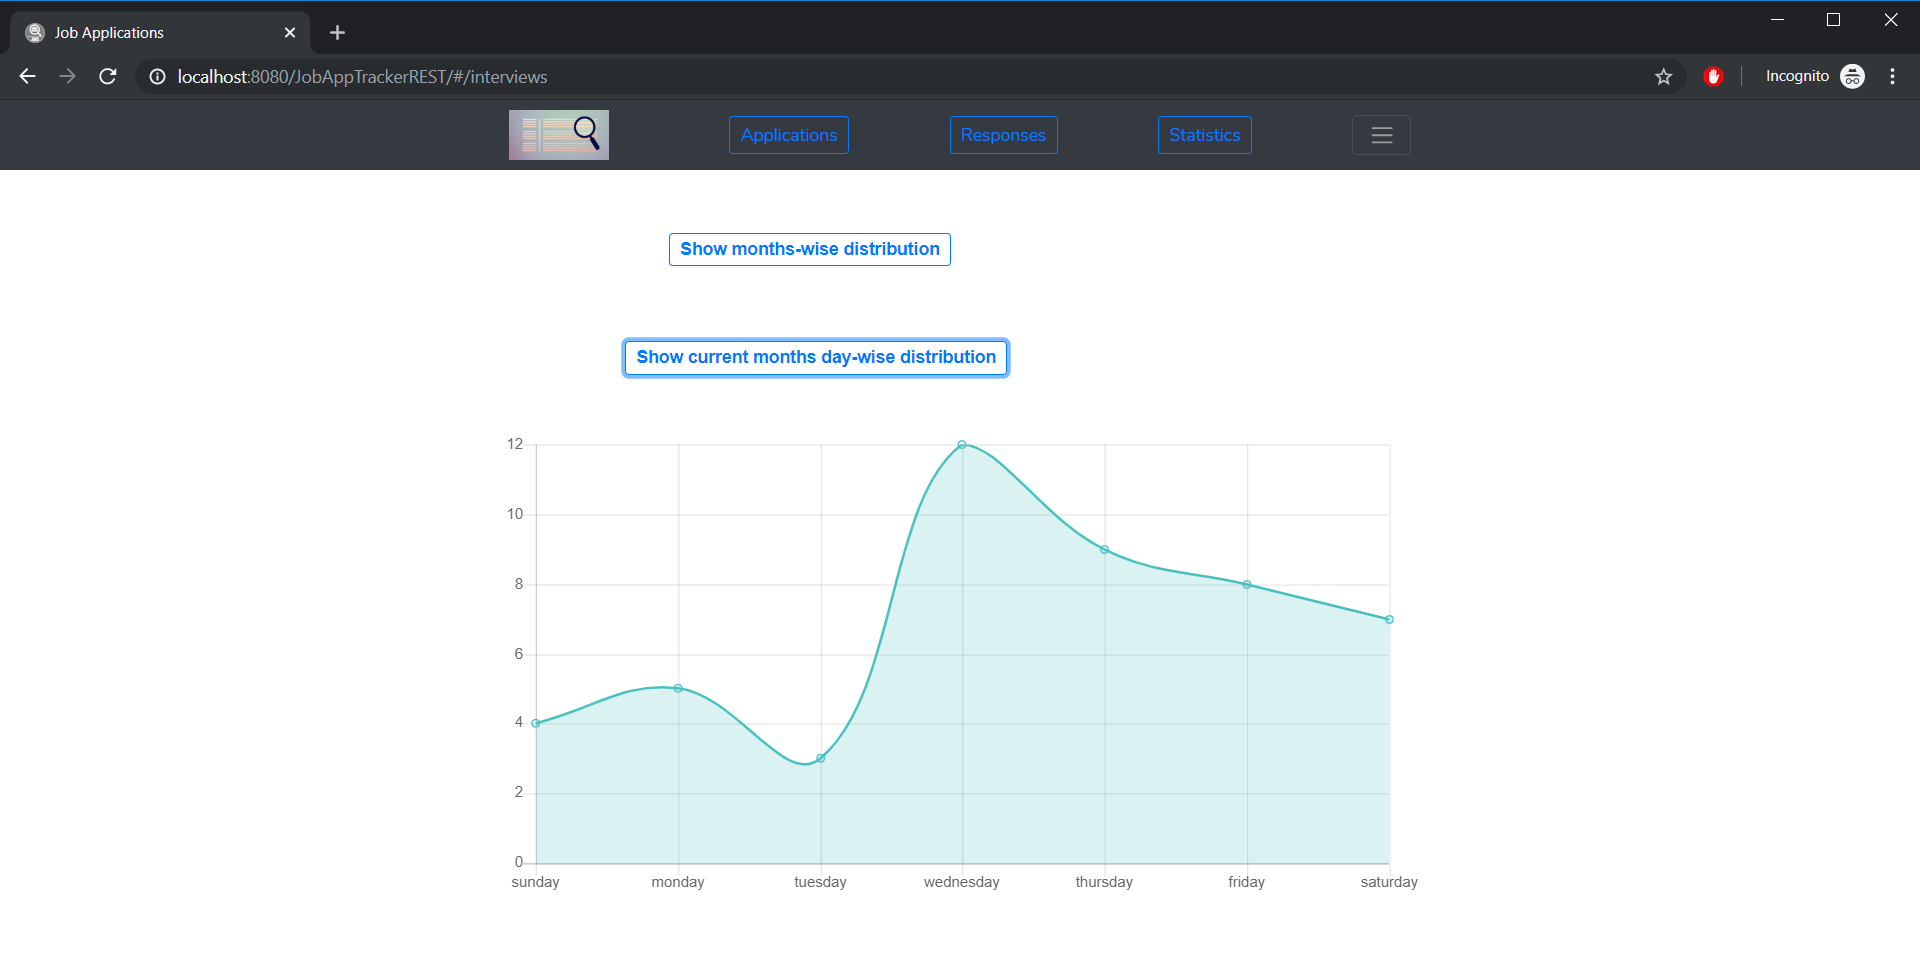 Job Applications
localhost:8080/JobAppTrackerREST/#/interviews
Incognito
Applications
Responses
Statistics
Show months-wise distribution
Show current months day-wise distribution
12
10
8
6
4
2
0
sunday monday tuesday wednesday thursday friday saturday